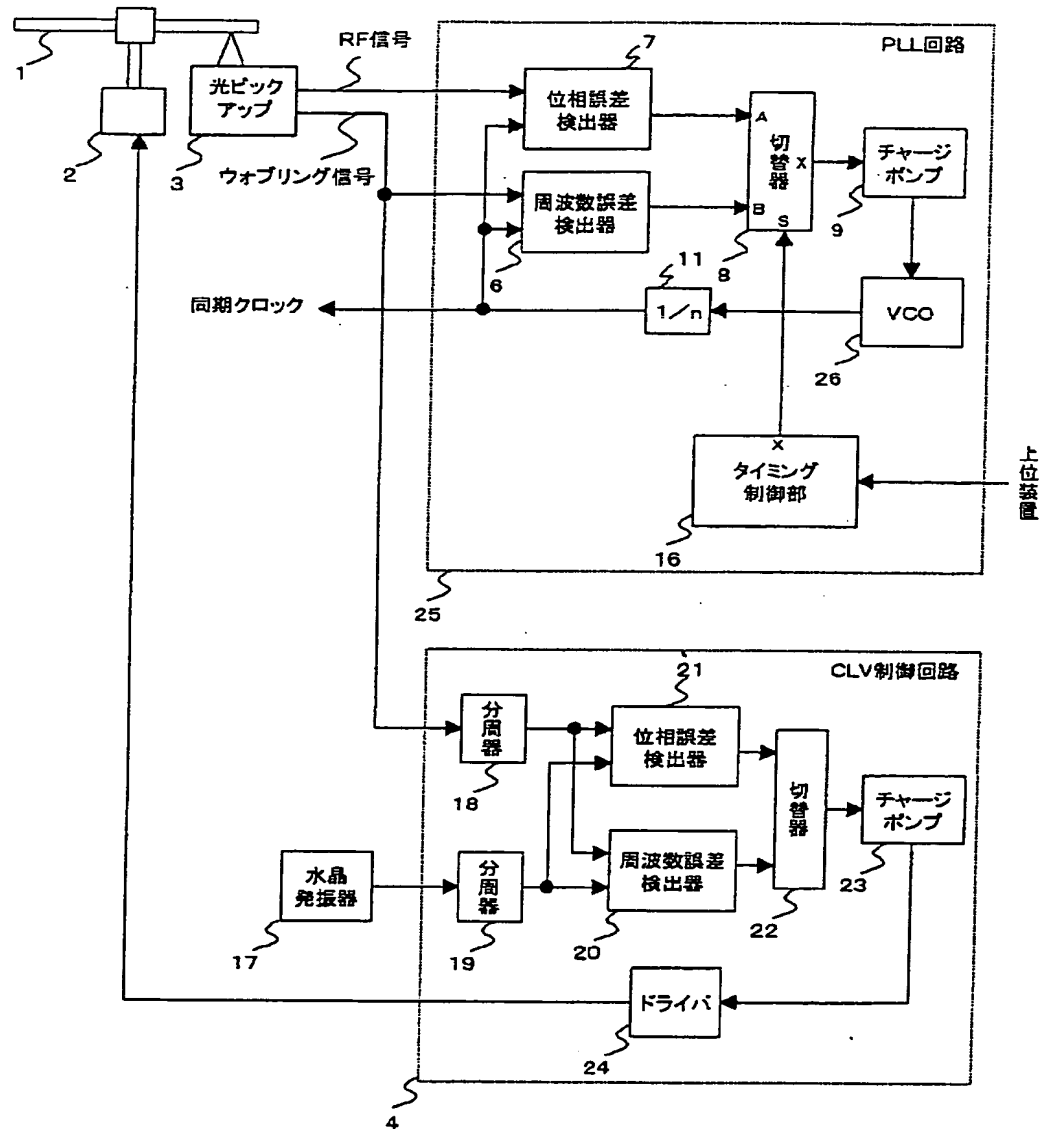 1
2
光ピック
アップ
3
RF信号
ウォブリング信号
PLL回路
7
位相誤差
検出器
周波数誤差
検出器
6
A
B
S
X
切替器
8
チャージ
ポンプ
9
11
1/n
VCO
26
同期クロック
X
タイミング
制御部
16
上位装置
25
CLV制御回路
分周器
18
21
位相誤差
検出器
水晶
発振器
17
分周器
19
周波数誤差
検出器
20
切替器
22
チャージ
ポンプ
23
ドライバ
24
4